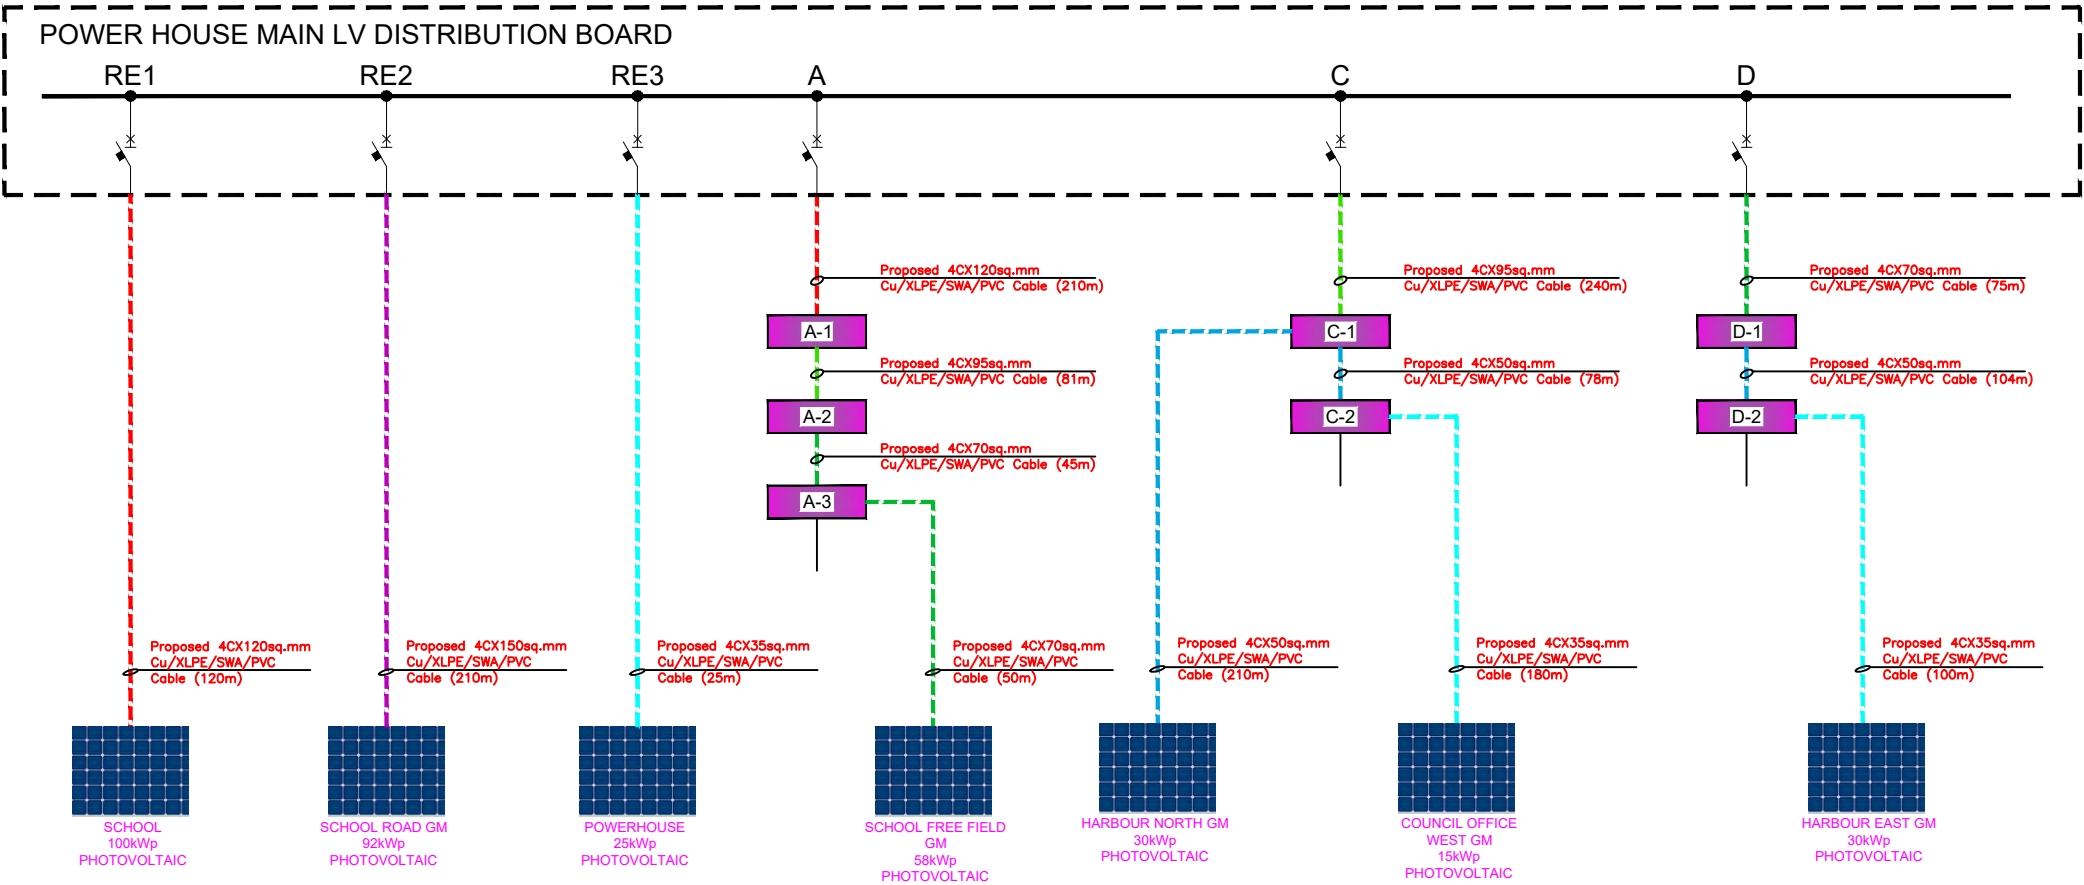 POWER HOUSE MAIN LV DISTRIBUTION BOARD
RE1
RE2
RE3
A
C
D
Proposed 4CX120sq.mm
Cu/XLPE/SWA/PVC Cable (210m)
Proposed 4CX95sq.mm
Cu/XLPE/SWA/PVC Cable (240m)
Proposed 4CX70sq.mm
Cu/XLPE/SWA/PVC Cable (75m)
A-1
C-1
D-1
Proposed 4CX95sq.mm
Cu/XLPE/SWA/PVC Cable (81m)
Proposed 4CX50sq.mm
Cu/XLPE/SWA/PVC Cable (78m)
Proposed 4CX50sq.mm
Cu/XLPE/SWA/PVC Cable (104m)
A-2
C-2
D-2
Proposed 4CX70sq.mm
Cu/XLPE/SWA/PVC Cable (45m)
A-3
Proposed 4CX120sq.mm
Cu/XLPE/SWA/PVC
Cable (120m)
Proposed 4CX150sq.mm
Cu/XLPE/SWA/PVC
Cable (210m)
Proposed 4CX35sq.mm
Cu/XLPE/SWA/PVC
Cable (25m)
Proposed 4CX70sq.mm
Cu/XLPE/SWA/PVC
Cable (50m)
Proposed 4CX50sq.mm
Cu/XLPE/SWA/PVC
Cable (210m)
Proposed 4CX35sq.mm
Cu/XLPE/SWA/PVC
Cable (180m)
Proposed 4CX35sq.mm
Cu/XLPE/SWA/PVC
Cable (100m)
SCHOOL
100kWp
PHOTOVOLTAIC
SCHOOL ROAD GM
92kWp
PHOTOVOLTAIC
POWERHOUSE
25kWp
PHOTOVOLTAIC
SCHOOL FREE FIELD
GM
58kWp
PHOTOVOLTAIC
HARBOUR NORTH GM
30kWp
PHOTOVOLTAIC
COUNCIL OFFICE
WEST GM
15kWp
PHOTOVOLTAIC
HARBOUR EAST GM
30kWp
PHOTOVOLTAIC